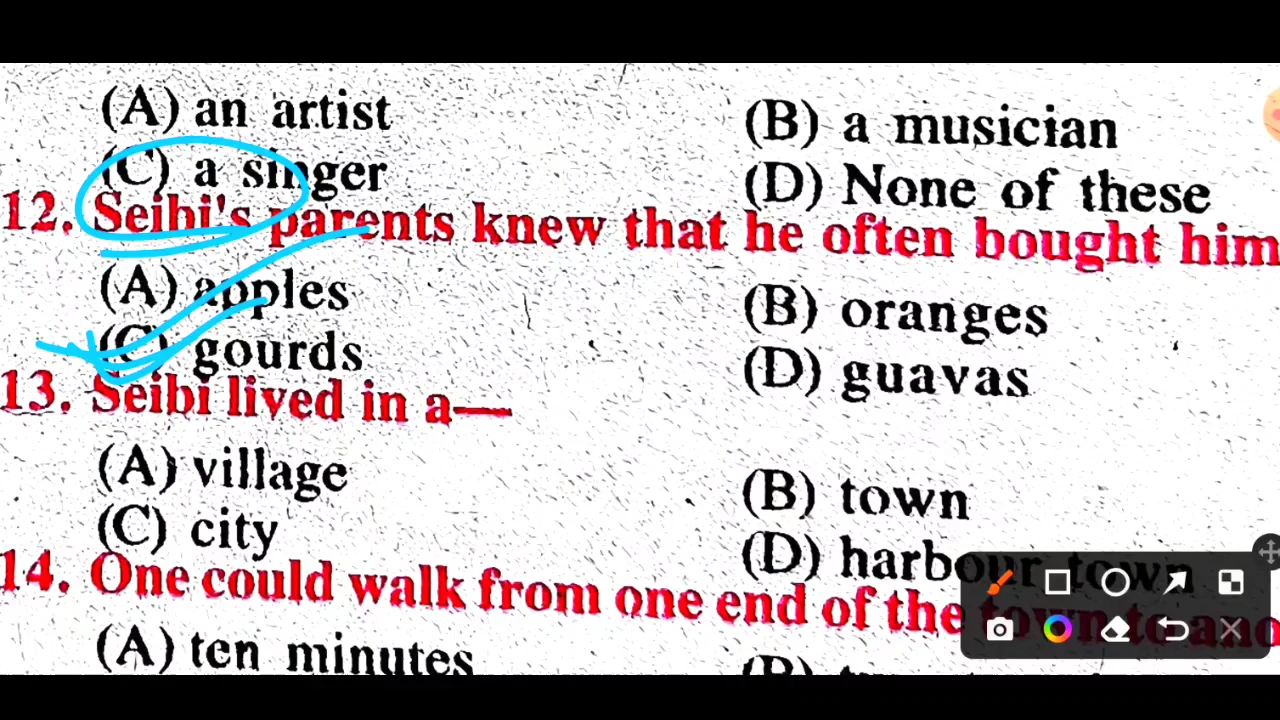 (A) an artist
(B) a musician
(C) a singer
(D) None of these
12. Seibi's parents knew that he often bought him
(A) apples
(B) oranges
(C) gourds
(D) guavas
13. Seibi lived in a—
(A) village
(B) town
(C) city
(D) harbour town
14. One could walk from one end of the town to
(A) ten minutes
(B)